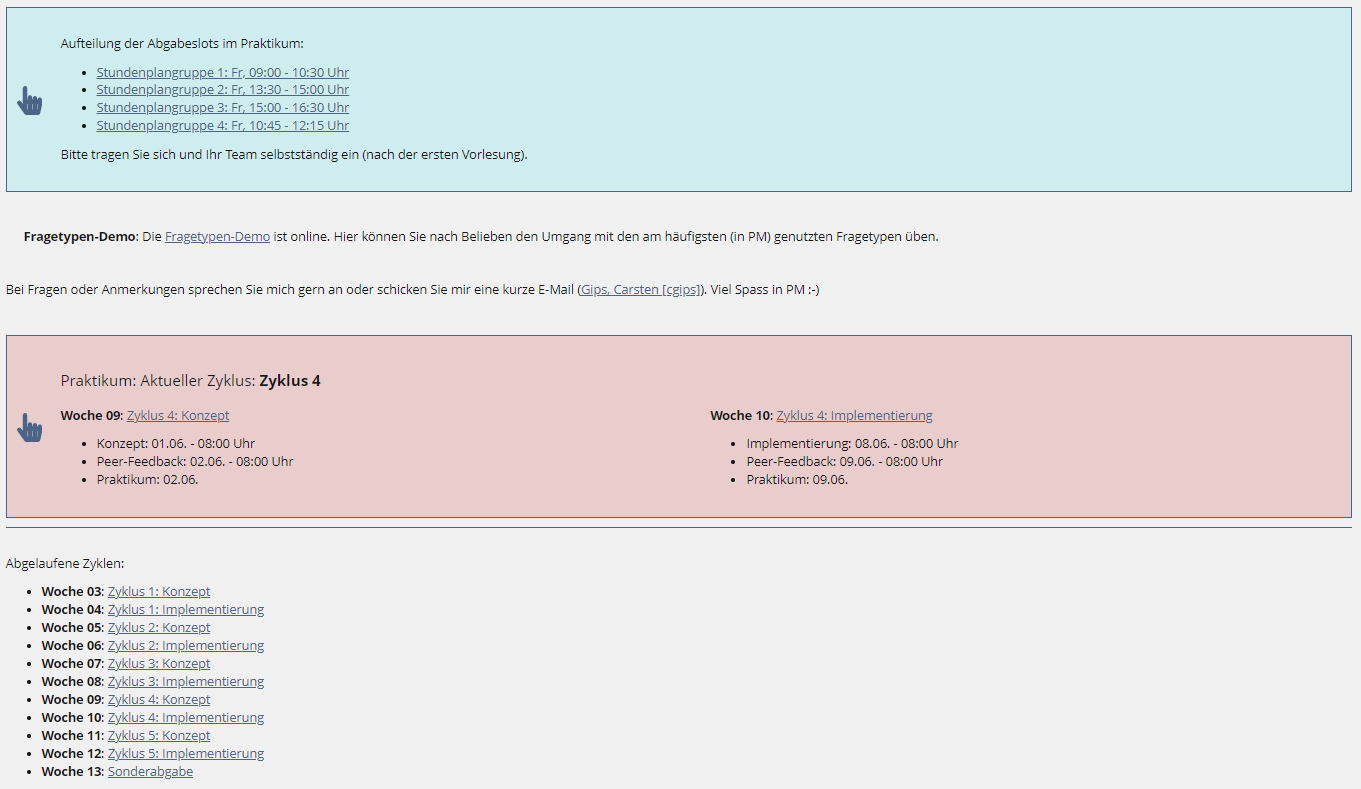 Aufteilung der Abgabeslots im Praktikum:
Stundenplangruppe 1: Fr, 09:00 - 10:30 Uhr
Stundenplangruppe 2: Fr, 13:30 - 15:00 Uhr
Stundenplangruppe 3: Fr, 15:00 - 16:30 Uhr
Stundenplangruppe 4: Fr, 10:45 - 12:15 Uhr
Bitte tragen Sie sich und Ihr Team selbstständig ein (nach der ersten Vorlesung).
Fragetypen-Demo: Die Fragetypen-Demo ist online. Hier können Sie nach Belieben den Umgang mit den am häufigsten (in PM) genutzten Fragetypen üben.
Bei Fragen oder Anmerkungen sprechen Sie mich gern an oder schicken Sie mir eine kurze E-Mail (Gips, Carsten [cgips]). Viel Spass in PM :-)
Praktikum: Aktueller Zyklus: Zyklus 4
Woche 09: Zyklus 4: Konzept
Konzept: 01.06. - 08:00 Uhr
Peer-Feedback: 02.06. - 08:00 Uhr
Praktikum: 02.06.
Woche 10: Zyklus 4: Implementierung
Implementierung: 08.06. - 08:00 Uhr
Peer-Feedback: 09.06. - 08:00 Uhr
Praktikum: 09.06.
Abgelaufene Zyklen:
Woche 03: Zyklus 1: Konzept
Woche 04: Zyklus 1: Implementierung
Woche 05: Zyklus 2: Konzept
Woche 06: Zyklus 2: Implementierung
Woche 07: Zyklus 3: Konzept
Woche 08: Zyklus 3: Implementierung
Woche 09: Zyklus 4: Konzept
Woche 10: Zyklus 4: Implementierung
Woche 11: Zyklus 5: Konzept
Woche 12: Zyklus 5: Implementierung
Woche 13: Sonderabgabe